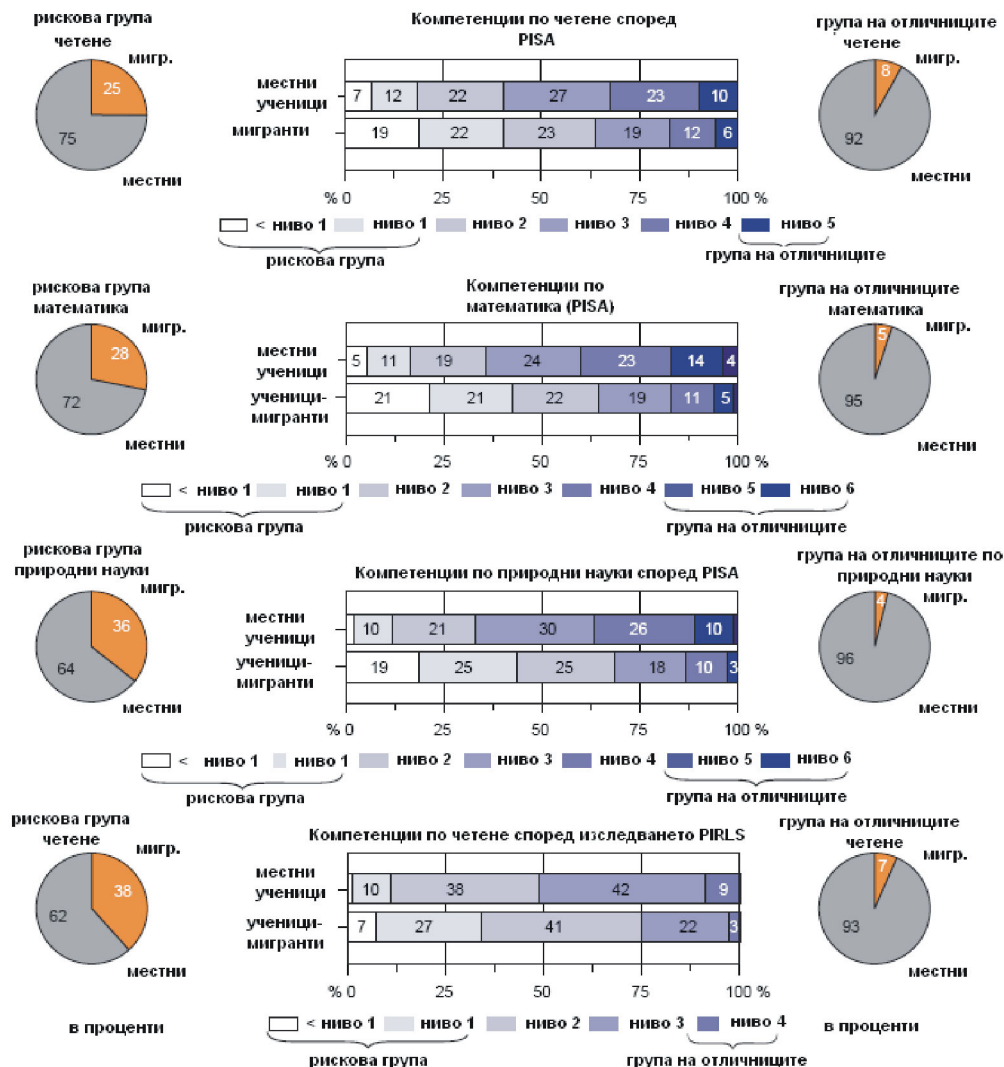 рискова група
четене
мигр.
25
75
местни
Компетенции по четене според
PISA
местни
ученици
7 12 22 27 23 10
мигранти
19 22 23 19 12 6
% 0 25 50 75 100 %
< ниво 1 ниво 1 ниво 2 ниво 3 ниво 4 ниво 5
рискова група
група на отличниците
група на отличниците
четене
мигр.
8
92
местни
рискова група
математика
мигр.
28
72
местни
Компетенции по
математика (PISA)
местни
ученици
5 11 19 24 23 14 4
ученици-
мигранти
21 21 22 19 11 5
% 0 25 50 75 100 %
< ниво 1 ниво 1 ниво 2 ниво 3 ниво 4 ниво 5 ниво 6
рискова група
група на отличниците
група на отличниците
математика
мигр.
5
95
местни
рискова група
природни науки
мигр.
36
64
местни
Компетенции по природни науки според PISA
местни
ученици
10 21 30 26 10
ученици-
мигранти
19 25 25 18 10 3
% 0 25 50 75 100 %
< ниво 1 ниво 1 ниво 2 ниво 3 ниво 4 ниво 5 ниво 6
рискова група
група на отличниците
група на отличниците по
природни науки
мигр.
4
96
местни
рискова група
четене
мигр.
38
62
местни
в проценти
Компетенции по четене според изследването PIRLS
местни
ученици
10 38 42 9
ученици-
мигранти
7 27 41 22 3
% 0 25 50 75 100 %
< ниво 1 ниво 1 ниво 2 ниво 3 ниво 4
рискова група
група на отличниците
група на отличниците
четене
мигр.
7
93
местни
в проценти